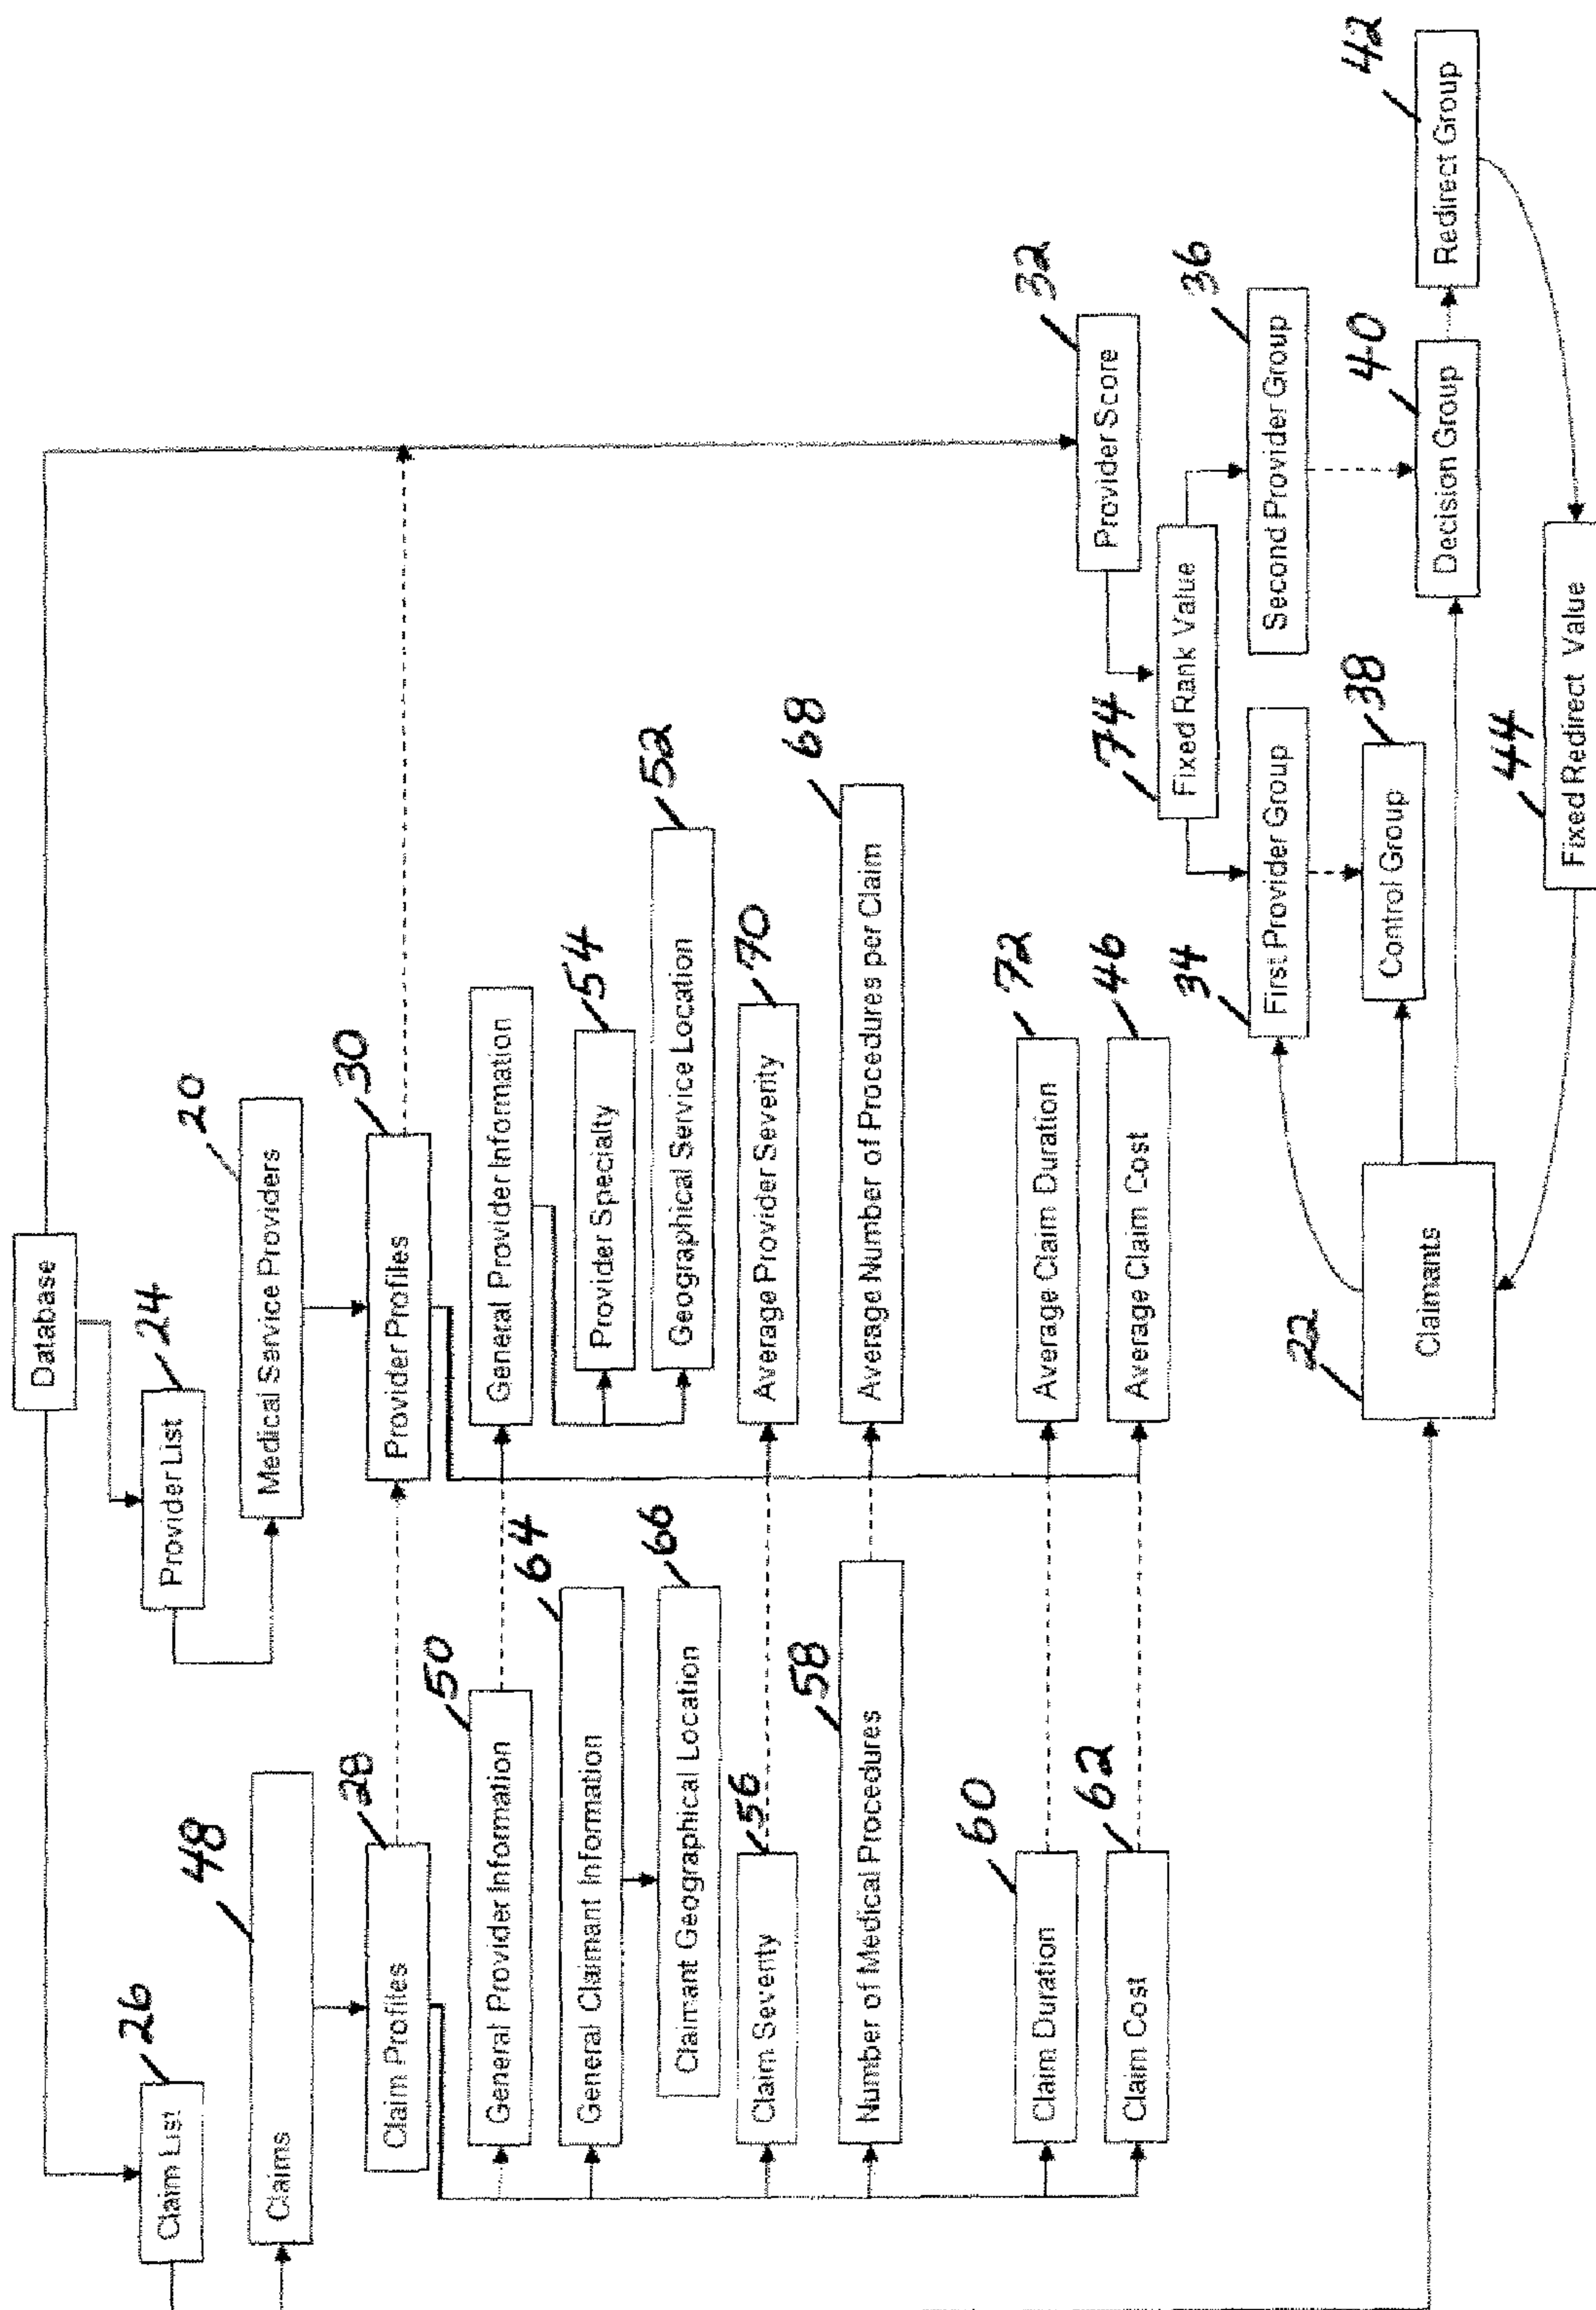 Database
Claim List
26
Provider List
24
Claims
48
Medical Service Providers
20
Claim Profiles
28
Provider Profiles
30
General Provider Information
50
General Provider Information
General Claimant Information
64
Provider Specialty
54
Claimant Geographical Location
66
Geographical Service Location
52
Claim Severity
56
Average Provider Severity
70
Number of Medical Procedures
58
Average Number of Procedures per Claim
68
Claim Duration
60
Average Claim Duration
72
Claim Cost
62
Average Claim Cost
46
Provider Score
32
Fixed Rank Value
74
First Provider Group
34
Second Provider Group
36
Claimants
22
Control Group
38
Decision Group
40
Redirect Group
42
Fixed Redirect Value
44